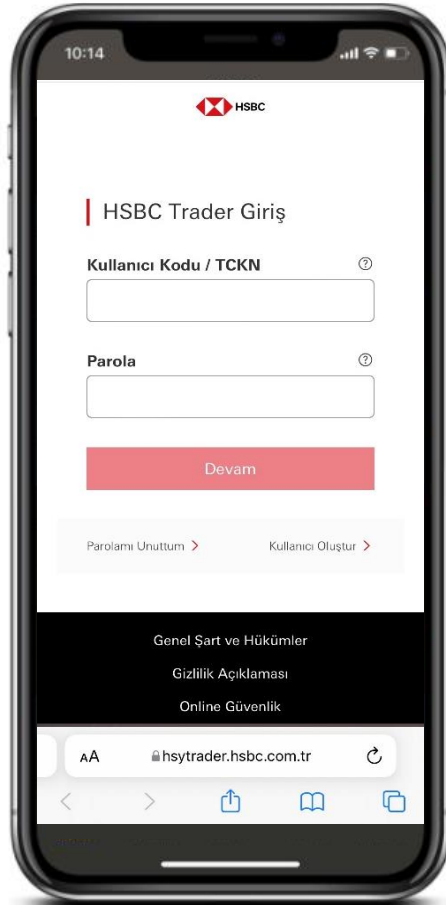 10:14
HSBC
HSBC Trader Giriş
Kullanıcı Kodu / TCKN
Parola
Devam
Parolamı Unuttum
Kullanıcı Oluştur
Genel Şart ve Hükümler
Gizlilik Açıklaması
Online Güvenlik
AA hsytrader.hsbc.com.tr